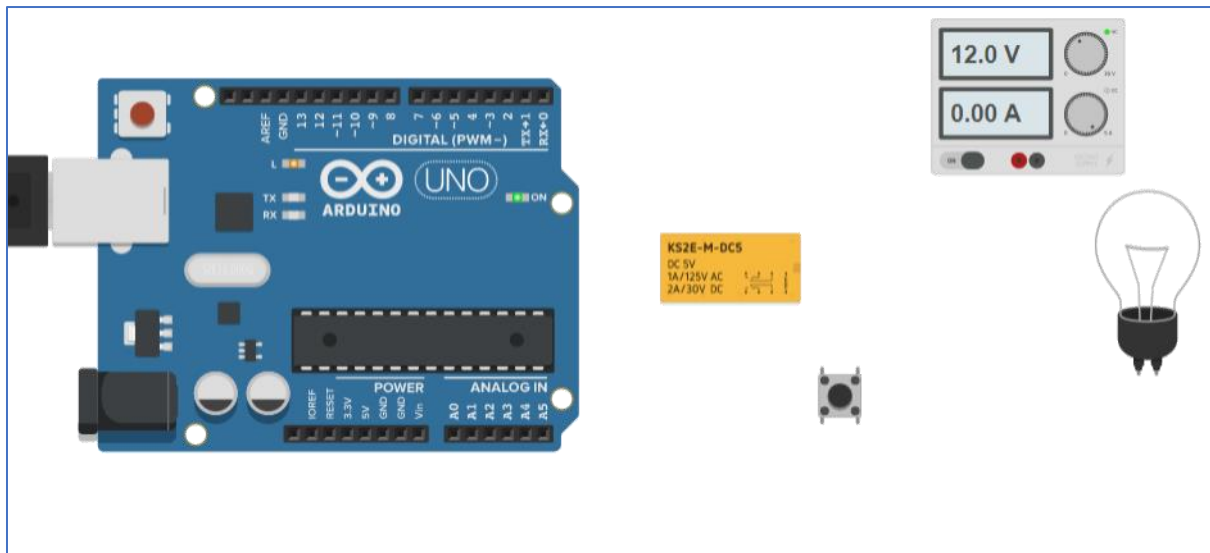 12.0 V
0.00 A
AREF
GND
13
12
~11
~10
~9
8
7
~6
~5
4
~3
2
TX→1
RX←0
DIGITAL (PWM~)
L
TX
RX
ARDUINO
UNO
ON
KS2E-M-DC5
DC 5V
1A/125V AC
2A/30V DC
POWER
ANALOG IN
IOREF
RESET
3.3V
5V
GND
GND
Vin
A0
A1
A2
A3
A4
A5